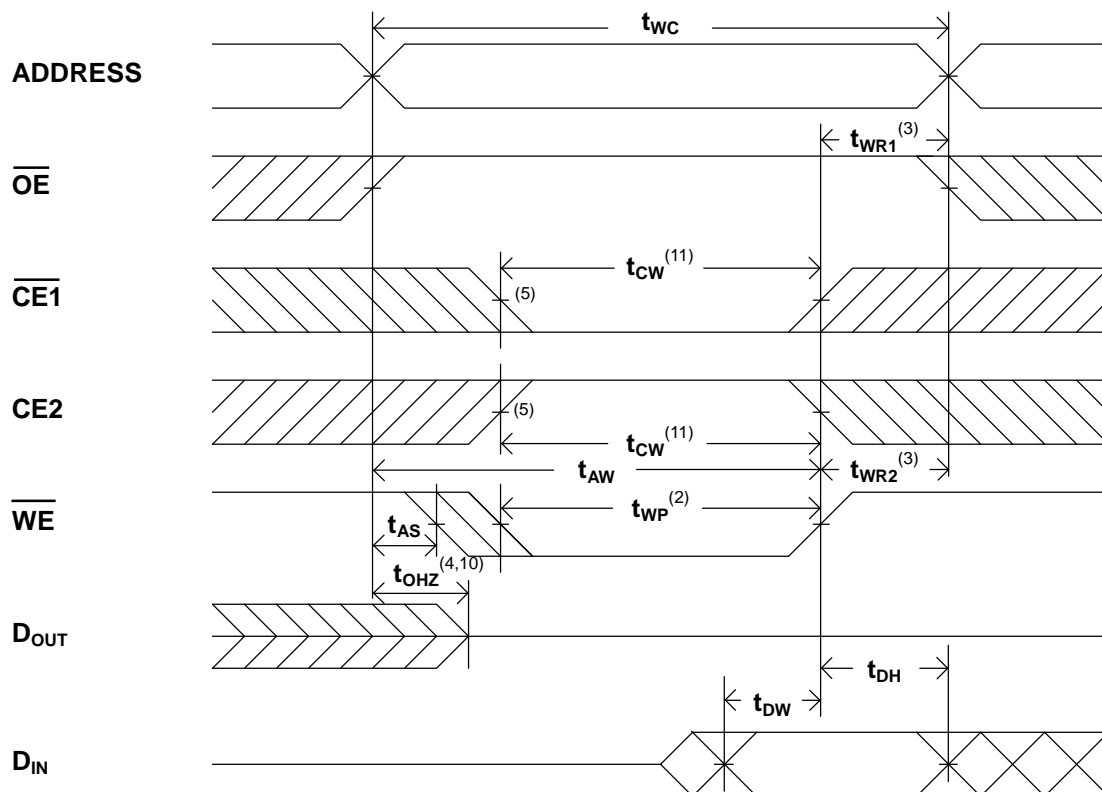 tWC
ADDRESS
tWR1(3)
OE
tCW(11)
CE1
(5)
CE2
(5)
tCW(11)
tAW
tWR2(3)
WE
tWP(2)
tAS
tOHZ(4,10)
DOUT
tDH
tDW
DIN